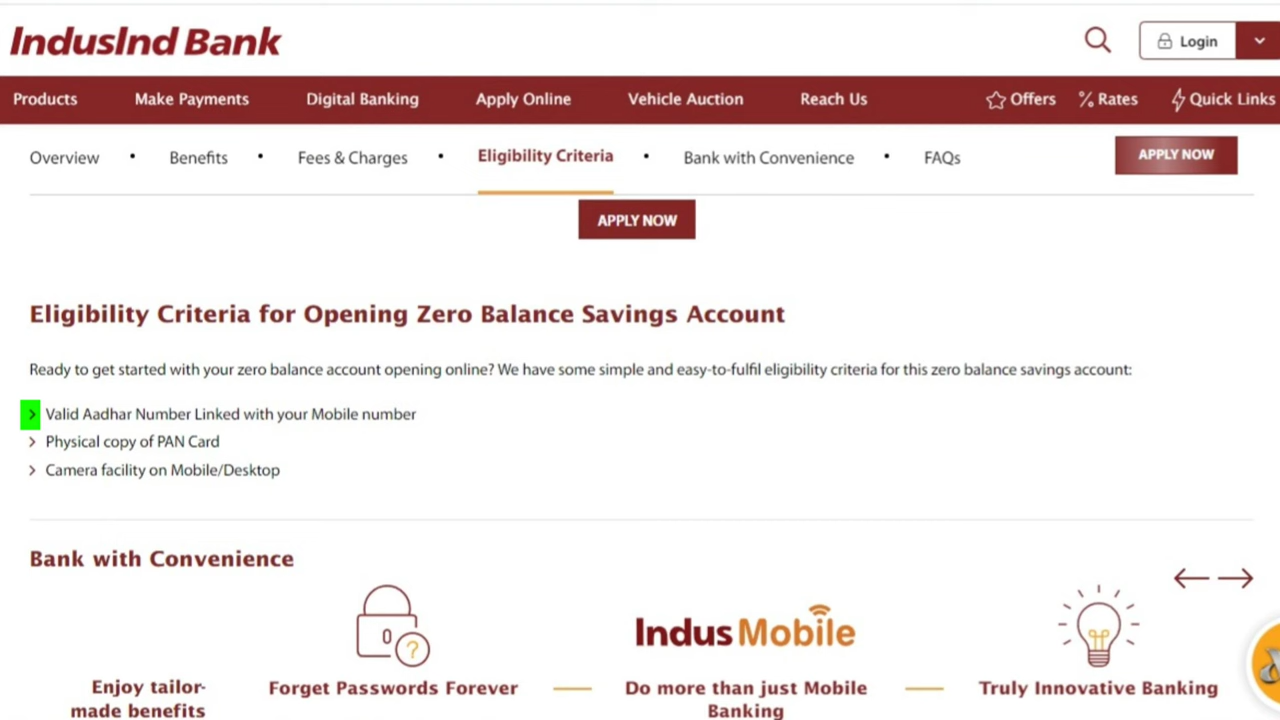 IndusInd Bank
Login
Products Make Payments Digital Banking Apply Online Vehicle Auction Reach Us Offers Rates Quick Links
Overview • Benefits • Fees & Charges • Eligibility Criteria • Bank with Convenience • FAQs APPLY NOW
APPLY NOW
Eligibility Criteria for Opening Zero Balance Savings Account
Ready to get started with your zero balance account opening online? We have some simple and easy-to-fulfil eligibility criteria for this zero balance savings account:
Valid Aadhar Number Linked with your Mobile number
Physical copy of PAN Card
Camera facility on Mobile/Desktop
Bank with Convenience
Indus Mobile
Enjoy tailor-
made benefits
Forget Passwords Forever
Do more than just Mobile
Banking
Truly Innovative Banking